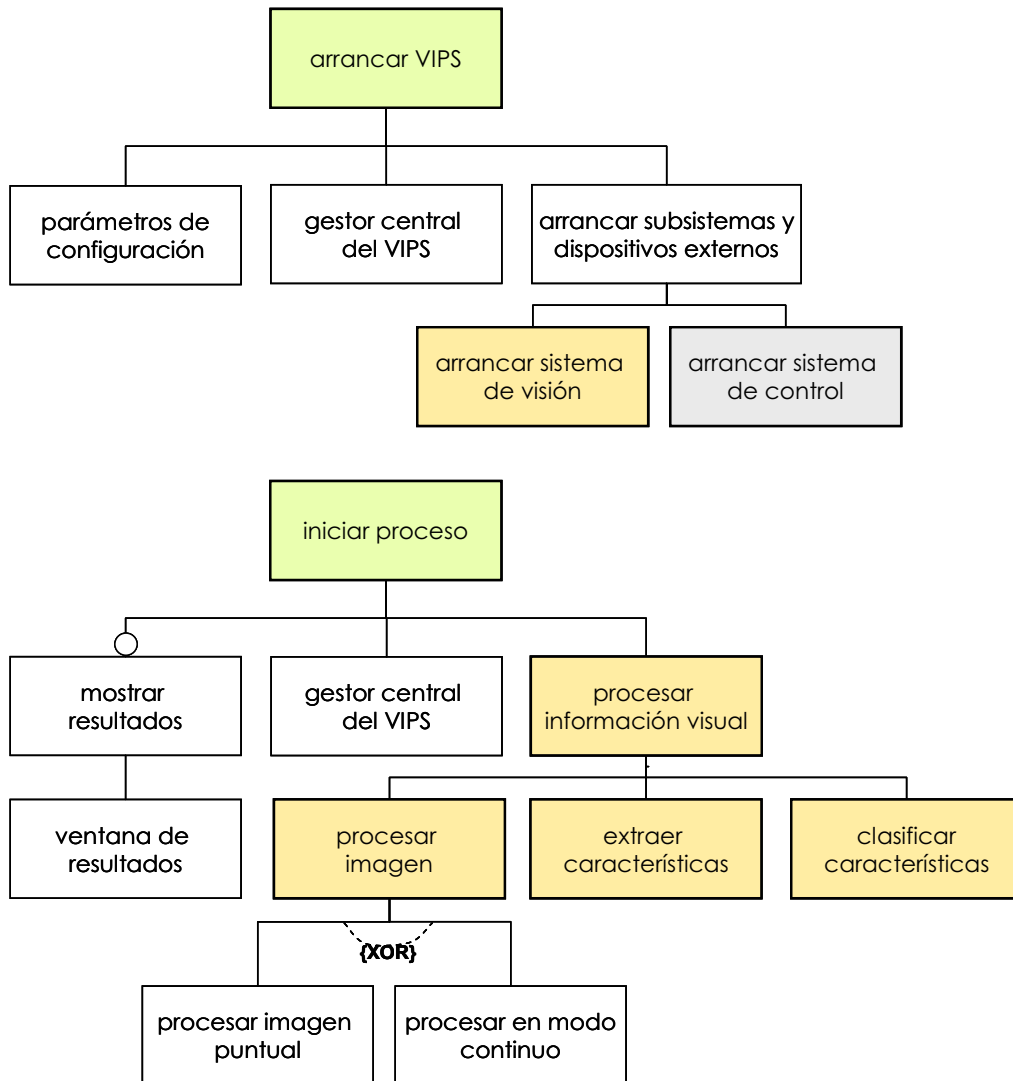 arrancar VIPS
parámetros de
configuración
gestor central
del VIPS
arrancar subsistemas y
dispositivos externos
arrancar sistema
de visión
arrancar sistema
de control
iniciar proceso
mostrar
resultados
gestor central
del VIPS
procesar
información visual
ventana de
resultados
procesar
imagen
extraer
características
clasificar
características
{XOR}
procesar imagen
puntual
procesar en modo
continuo